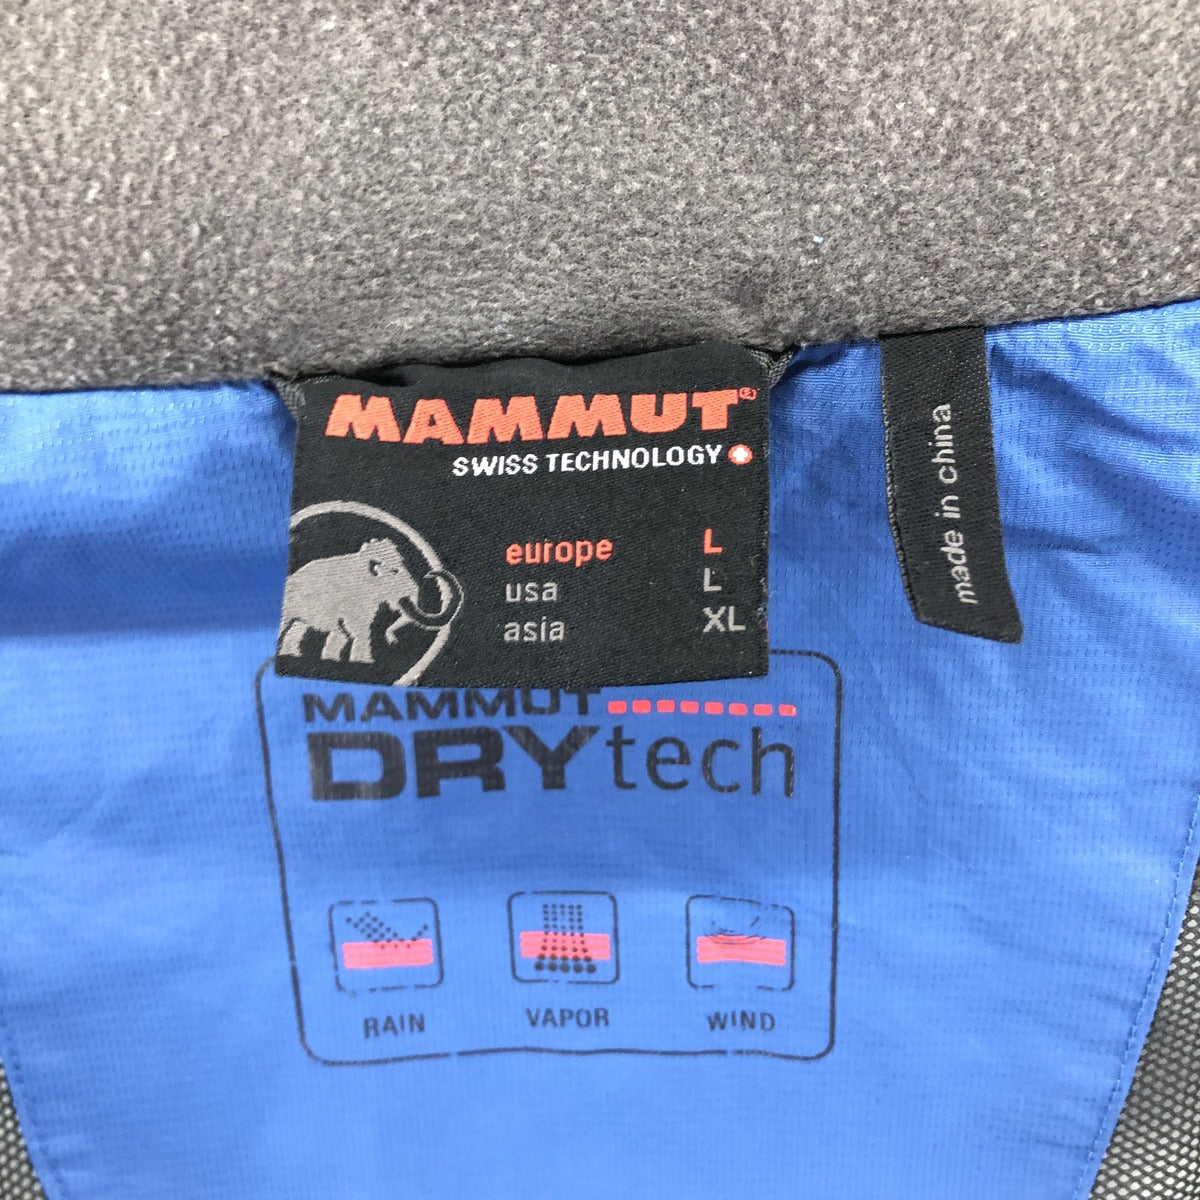 MAMMUT®
SWISS TECHNOLOGY
europe L
usa L
asia XL
made in china
MAMMUT
DRYtech
RAIN VAPOR WIND